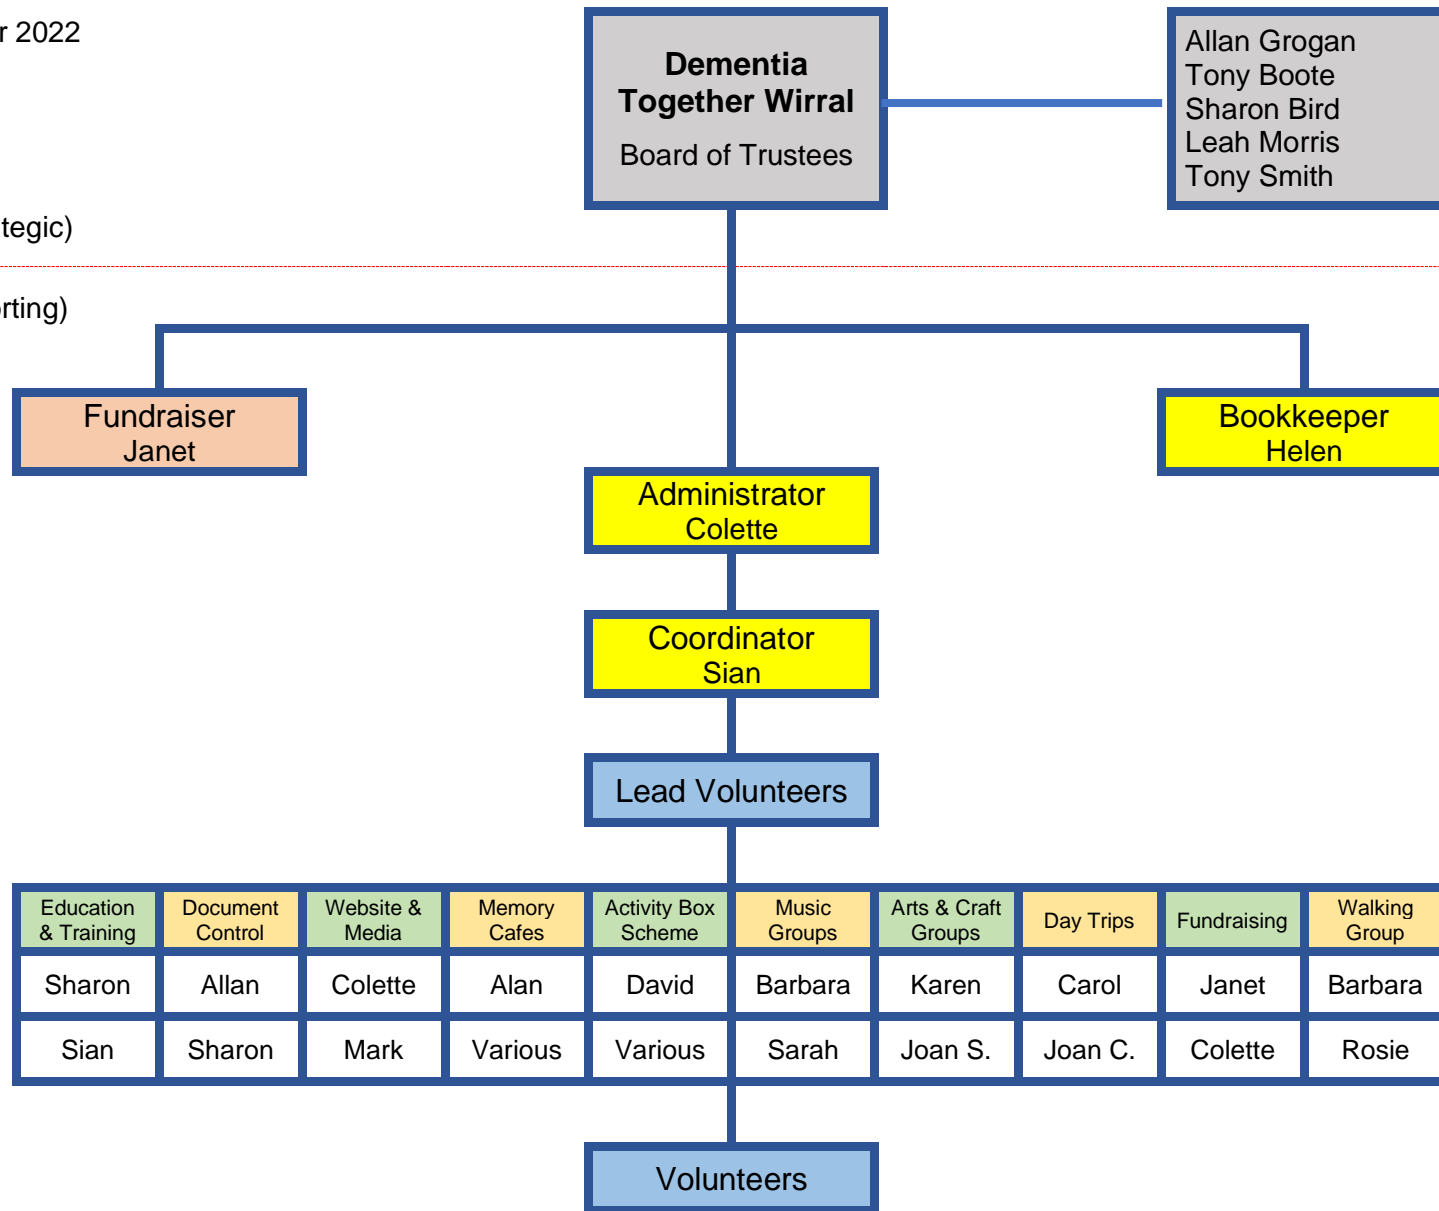 r 2022
Dementia
Together Wirral
Board of Trustees
Allan Grogan
Tony Boote
Sharon Bird
Leah Morris
Tony Smith
tegic)
rting)
Fundraiser
Janet
Bookkeeper
Helen
Administrator
Colette
Coordinator
Sian
Lead Volunteers
Education & Training
Document Control
Website & Media
Memory Cafes
Activity Box Scheme
Music Groups
Arts & Craft Groups
Day Trips
Fundraising
Walking Group
Sharon Allan Colette Alan David Barbara Karen Carol Janet Barbara
Sian Sharon Mark Various Various Sarah Joan S. Joan C. Colette Rosie
Volunteers